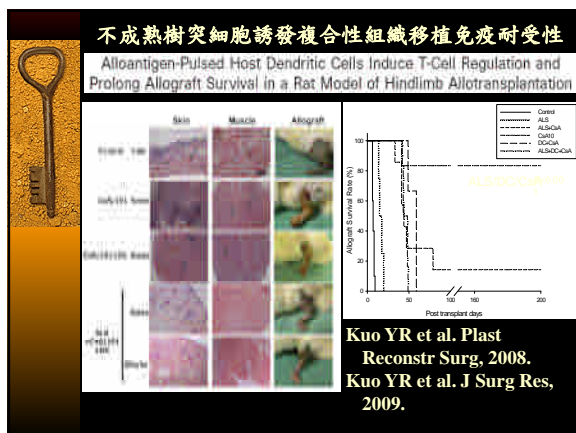 不成熟樹突細胞誘發複合性組織移植免疫耐受性
Alloantigen-Pulsed Host Dendritic Cells Induce T-Cell Regulation and
Prolong Allograft Survival in a Rat Model of Hindlimb Allotransplantation
Skin Muscle Allograft
Control
ALS
ALS+CsA
CsA10
DC+CsA
ALS+DC+CsA
Allograft Survival Rate (%)
100
80
60
40
20
0
0 50 100 160 200
Post transplant days
Kuo YR et al. Plast
Reconstr Surg, 2008.
Kuo YR et al. J Surg Res,
2009.